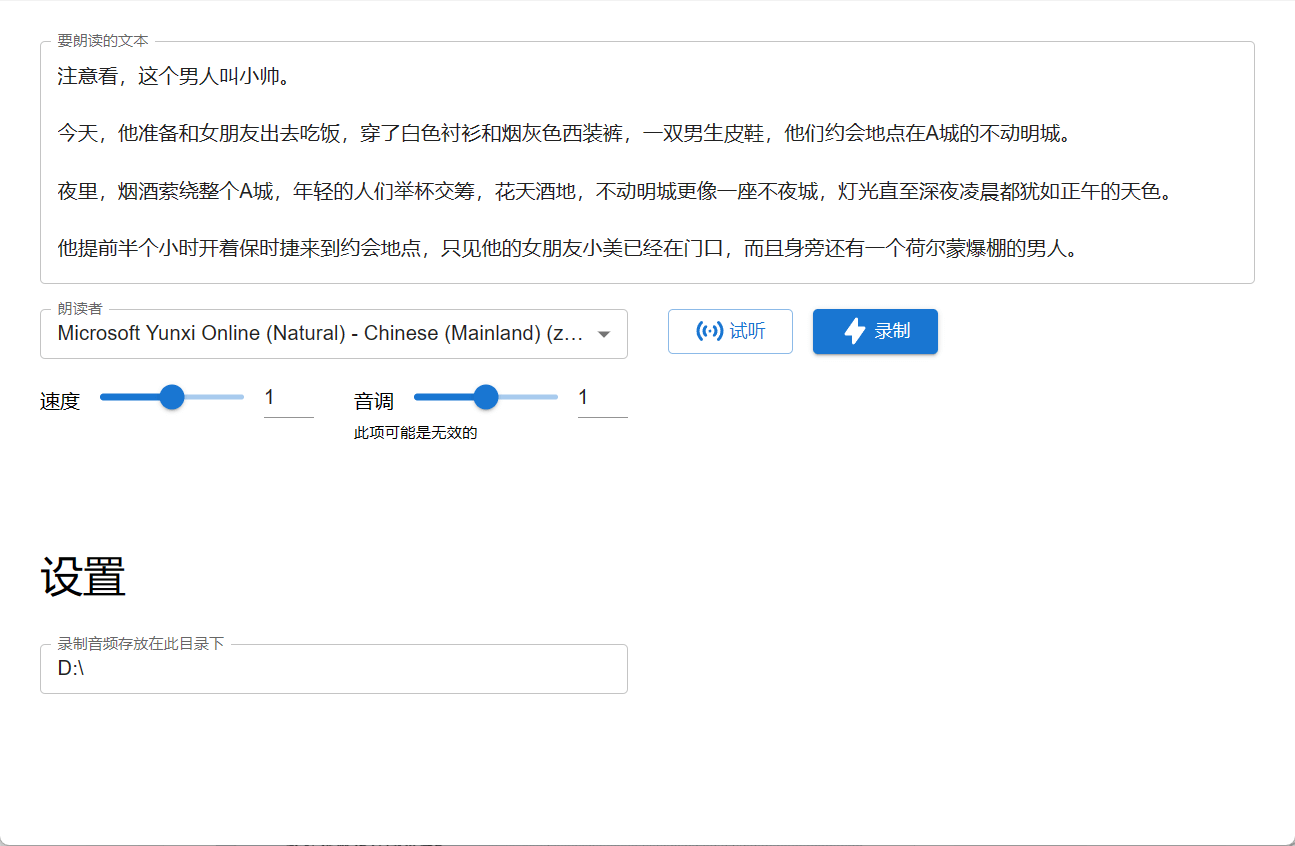 要朗读的文本
注意看，这个男人叫小帅。
今天，他准备和女朋友出去吃饭，穿了白色衬衫和烟灰色西装裤，一双男生皮鞋，他们约会地点在A城的不动明城。
夜里，烟酒萦绕整个A城，年轻的人们举杯交筹，花天酒地，不动明城更像一座不夜城，灯光直至深夜凌晨都犹如正午的天色。
他提前半个小时开着保时捷来到约会地点，只见他的女朋友小美已经在门口，而且身旁还有一个荷尔蒙爆棚的男人。
朗读者
Microsoft Yunxi Online (Natural) - Chinese (Mainland) (z…
试听
录制
速度 1
音调 1
此项可能是无效的
设置
录制音频存放在此目录下
D:\